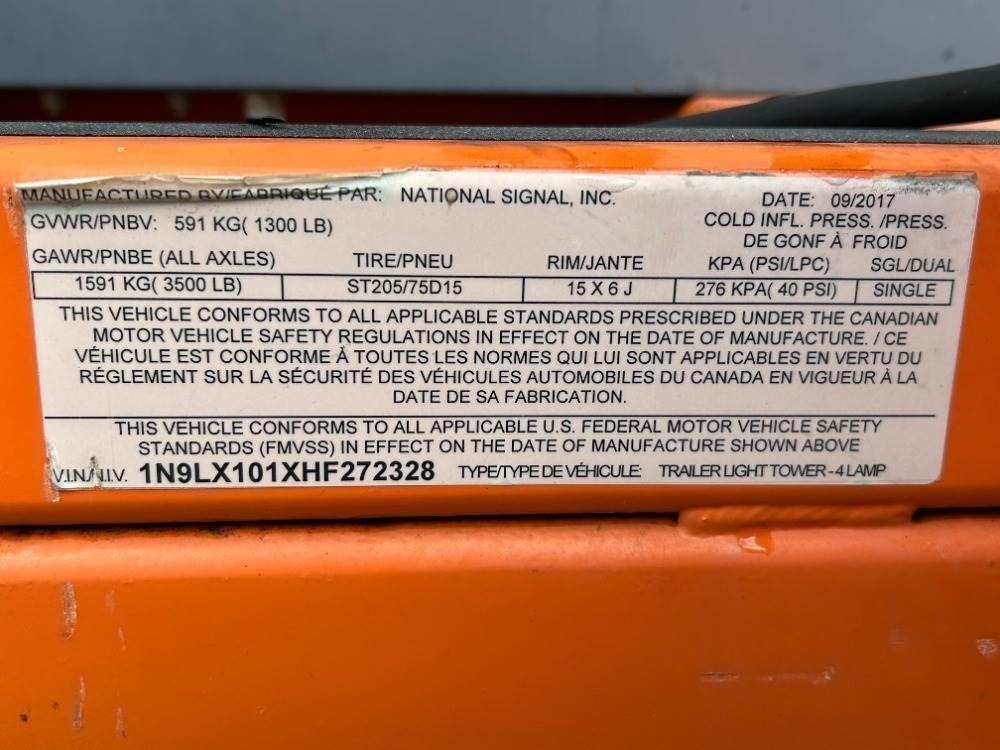 MANUFACTURED BY/FABRIQUÉ PAR: NATIONAL SIGNAL, INC. DATE: 09/2017
GVWR/PNBV: 591 KG( 1300 LB) COLD INFL. PRESS. /PRESS.
DE GONF À FROID
GAWR/PNBE (ALL AXLES) TIRE/PNEU RIM/JANTE KPA (PSI/LPC) SGL/DUAL
1591 KG( 3500 LB) ST205/75D15 15 X 6 J 276 KPA( 40 PSI) SINGLE
THIS VEHICLE CONFORMS TO ALL APPLICABLE STANDARDS PRESCRIBED UNDER THE CANADIAN
MOTOR VEHICLE SAFETY REGULATIONS IN EFFECT ON THE DATE OF MANUFACTURE. / CE
VÉHICULE EST CONFORME À TOUTES LES NORMES QUI LUI SONT APPLICABLES EN VERTU DU
RÉGLEMENT SUR LA SÉCURITÉ DES VÉHICULES AUTOMOBILES DU CANADA EN VIGUEUR À LA
DATE DE SA FABRICATION.
THIS VEHICLE CONFORMS TO ALL APPLICABLE U.S. FEDERAL MOTOR VEHICLE SAFETY
STANDARDS (FMVSS) IN EFFECT ON THE DATE OF MANUFACTURE SHOWN ABOVE
V.I.N./N.I.V. 1N9LX101XHF272328 TYPE/TYPE DE VÉHICULE: TRAILER LIGHT TOWER - 4 LAMP